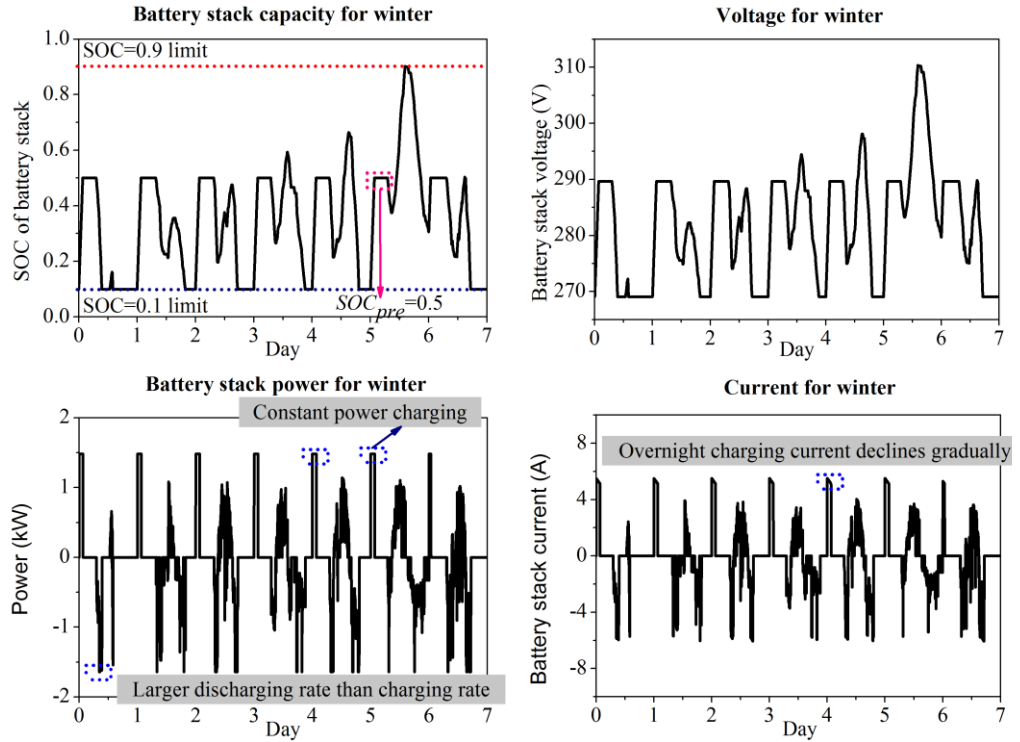 Battery stack capacity for winter
SOC of battery stack
1.0
0.8
0.6
0.4
0.2
0.0
SOC=0.9 limit
SOC=0.1 limit
SOCpre=0.5
0 1 2 3 4 5 6 7
Day
Voltage for winter
Battery stack voltage (V)
310
300
290
280
270
0 1 2 3 4 5 6 7
Day
Battery stack power for winter
Constant power charging
Power (kW)
2
1
0
-1
-2
Larger discharging rate than charging rate
0 1 2 3 4 5 6 7
Day
Current for winter
Overnight charging current declines gradually
Battery stack current (A)
8
4
0
-4
-8
0 1 2 3 4 5 6 7
Day